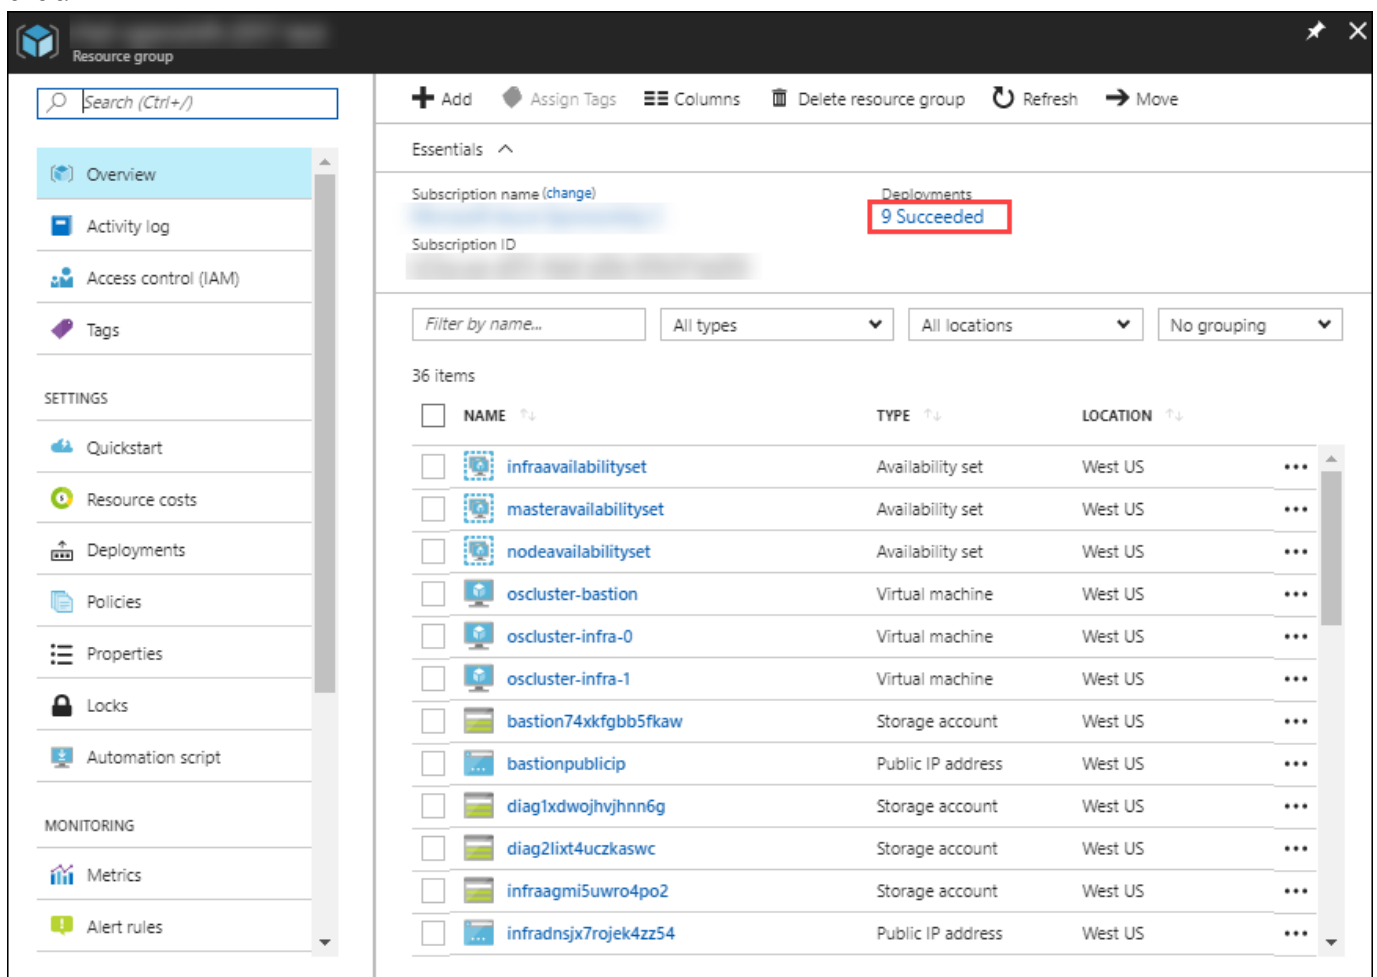 Resource group
Search (Ctrl+/)
Overview
Activity log
Access control (IAM)
Tags
SETTINGS
Quickstart
Resource costs
Deployments
Policies
Properties
Locks
Automation script
MONITORING
Metrics
Alert rules
Add Assign Tags Columns Delete resource group Refresh Move
Essentials
Subscription name (change) Deployments
9 Succeeded
Subscription ID
Filter by name... All types All locations No grouping
36 items
NAME TYPE LOCATION
infraavailabilityset Availability set West US ...
masteravailabilityset Availability set West US ...
nodeavailabilityset Availability set West US ...
oscluster-bastion Virtual machine West US ...
oscluster-infra-0 Virtual machine West US ...
oscluster-infra-1 Virtual machine West US ...
bastion74xkfgbb5fkaw Storage account West US ...
bastionpublicip Public IP address West US ...
diag1xdwojhvjhnn6g Storage account West US ...
diag2lixt4uczkaswc Storage account West US ...
infraagmi5uwro4po2 Storage account West US ...
infradnsjx7rojek4zz54 Public IP address West US ...